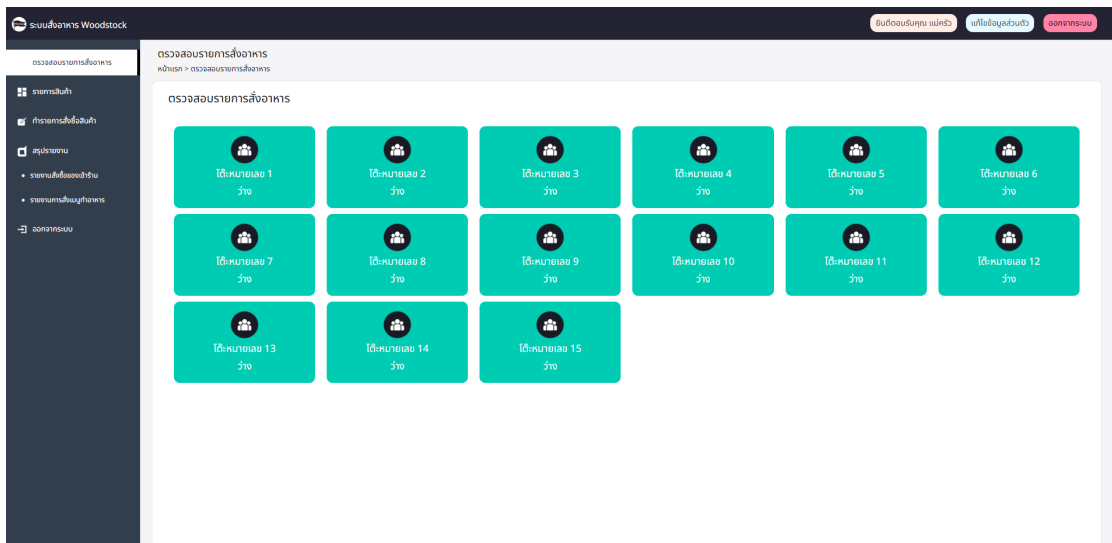 ระบบสั่งอาหาร Woodstock
ยินดีตอนรับคุณ แม่ครัว
แก้ไขข้อมูลส่วนตัว
ออกจากระบบ
ตรวจสอบรายการสั่งอาหาร
รายการสินค้า
ทำรายการสั่งซื้อสินค้า
สรุปรายงาน
รายงานสั่งซื้อของเข้าร้าน
รายงานการสั่งเมนูทำอาหาร
ออกจากระบบ
ตรวจสอบรายการสั่งอาหาร
หน้าแรก > ตรวจสอบรายการสั่งอาหาร
ตรวจสอบรายการสั่งอาหาร
โต๊ะหมายเลข 1
ว่าง
โต๊ะหมายเลข 2
ว่าง
โต๊ะหมายเลข 3
ว่าง
โต๊ะหมายเลข 4
ว่าง
โต๊ะหมายเลข 5
ว่าง
โต๊ะหมายเลข 6
ว่าง
โต๊ะหมายเลข 7
ว่าง
โต๊ะหมายเลข 8
ว่าง
โต๊ะหมายเลข 9
ว่าง
โต๊ะหมายเลข 10
ว่าง
โต๊ะหมายเลข 11
ว่าง
โต๊ะหมายเลข 12
ว่าง
โต๊ะหมายเลข 13
ว่าง
โต๊ะหมายเลข 14
ว่าง
โต๊ะหมายเลข 15
ว่าง